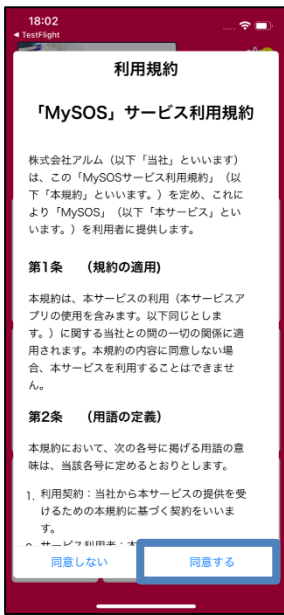 18:02
◀ TestFlight
利用規約
「MySOS」サービス利用規約
株式会社アルム（以下「当社」といいます）
は、この「MySOSサービス利用規約」（以
下「本規約」といいます。）を定め、これに
より「MySOS」（以下「本サービス」とい
います。）を利用者に提供します。
第1条　（規約の適用)
本規約は、本サービスの利用（本サービスア
プリの使用を含みます。以下同じとしま
す。）に関する当社との間の一切の関係に適
用されます。本規約の内容に同意しない場
合、本サービスを利用することはできませ
ん。
第2条　（用語の定義）
本規約において、次の各号に掲げる用語の意
味は、当該各号に定めるとおりとします。
1. 利用契約：当社から本サービスの提供を受
けるための本規約に基づく契約をいいま
す。
同意しない
同意する